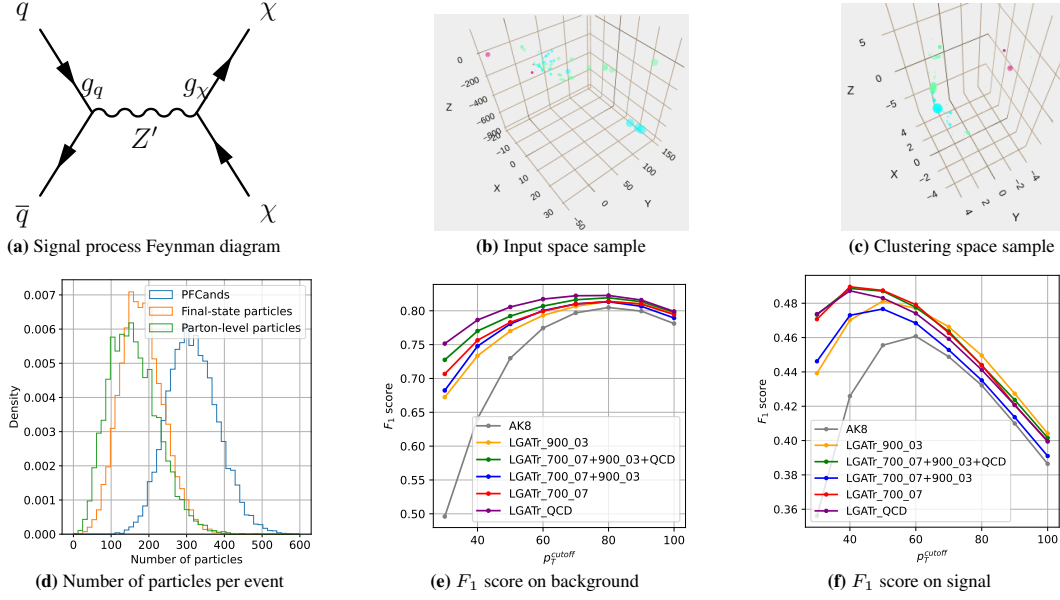 q
χ
g_q
g_χ
Z′
q̅
χ
(a) Signal process Feynman diagram
0
−200
−400
−600
−800
Z
−20
−10
0
10
20
30
X
−50
0
50
100
150
Y
(b) Input space sample
5
0
−5
Z
4
2
0
−2
−4
X
4
2
0
−2
−4
Y
(c) Clustering space sample
0.007
0.006
0.005
0.004
0.003
0.002
0.001
0.000
Density
PFCands
Final-state particles
Parton-level particles
0 100 200 300 400 500 600
Number of particles
(d) Number of particles per event
0.80
0.75
0.70
0.65
0.60
0.55
0.50
F₁ score
AK8
LGATr_900_03
LGATr_700_07+900_03+QCD
LGATr_700_07+900_03
LGATr_700_07
LGATr_QCD
40 60 80 100
p_T^{cutoff}
(e) F₁ score on background
0.48
0.46
0.44
0.42
0.40
0.38
0.36
F₁ score
AK8
LGATr_900_03
LGATr_700_07+900_03+QCD
LGATr_700_07+900_03
LGATr_700_07
LGATr_QCD
40 60 80 100
p_T^{cutoff}
(f) F₁ score on signal